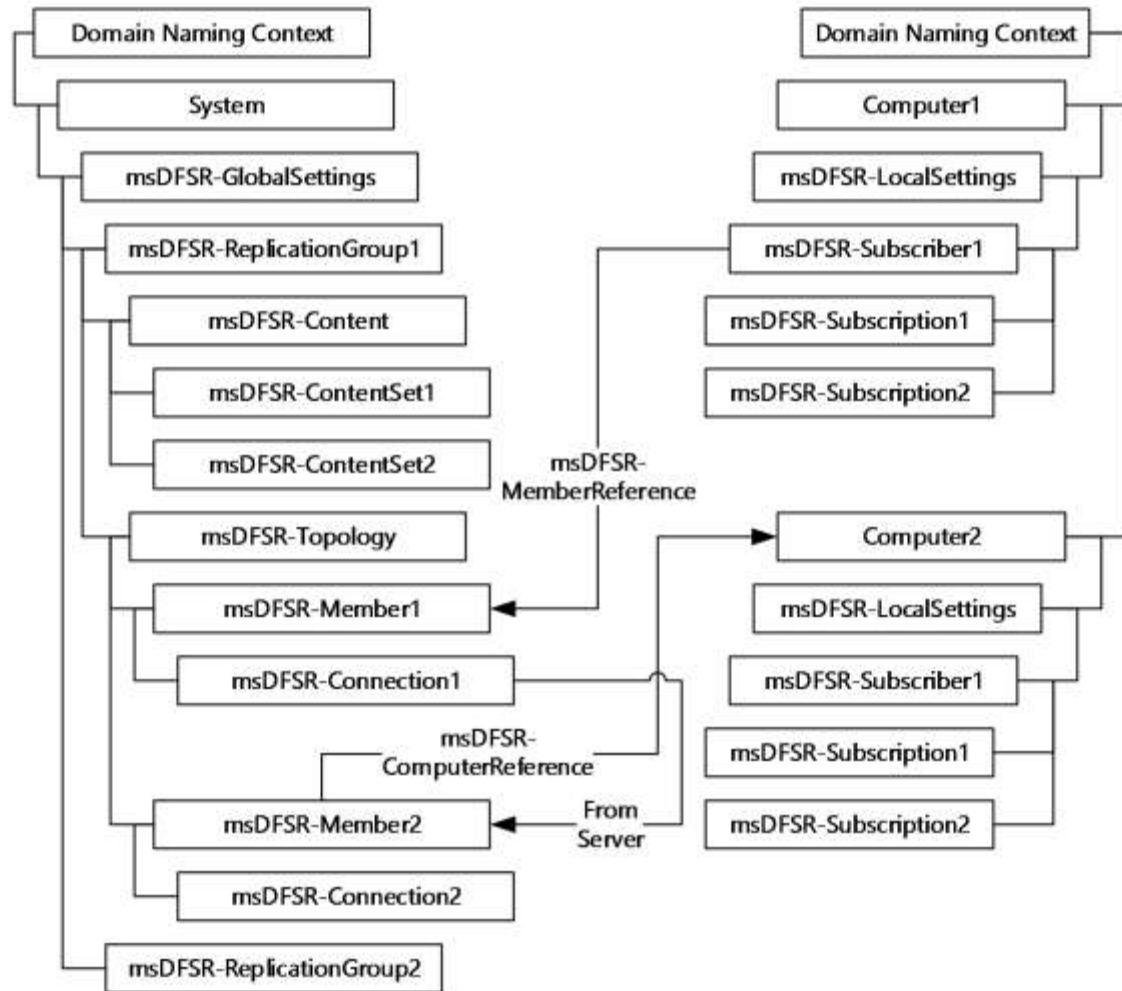 Domain Naming Context
System
msDFSR-GlobalSettings
msDFSR-ReplicationGroup1
msDFSR-Content
msDFSR-ContentSet1
msDFSR-ContentSet2
msDFSR-Topology
msDFSR-Member1
msDFSR-Connection1
msDFSR-Member2
msDFSR-Connection2
msDFSR-ReplicationGroup2
msDFSR-
MemberReference
msDFSR-
ComputerReference
From
Server
Domain Naming Context
Computer1
msDFSR-LocalSettings
msDFSR-Subscriber1
msDFSR-Subscription1
msDFSR-Subscription2
Computer2
msDFSR-LocalSettings
msDFSR-Subscriber1
msDFSR-Subscription1
msDFSR-Subscription2